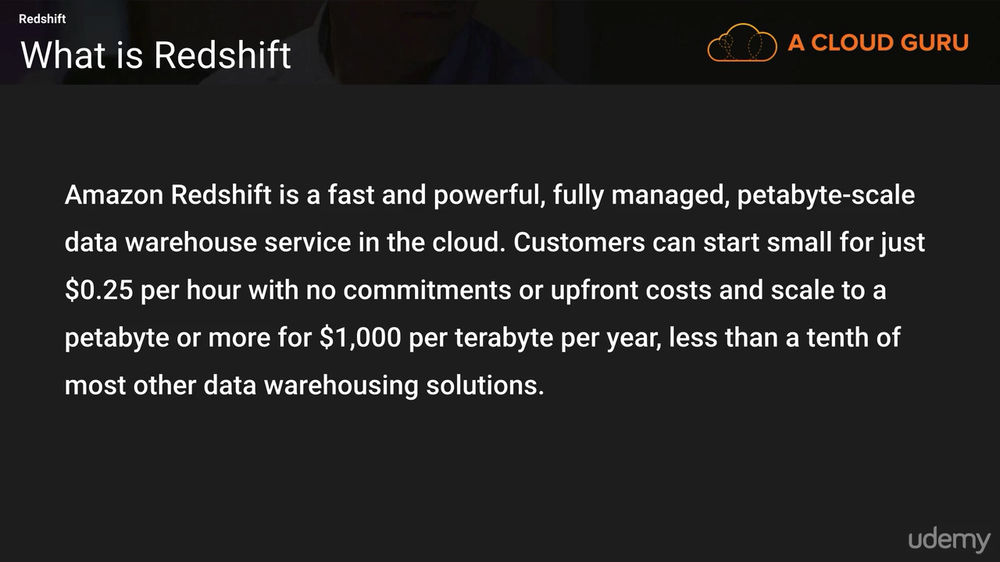 Redshift
What is Redshift
A CLOUD GURU
Amazon Redshift is a fast and powerful, fully managed, petabyte-scale
data warehouse service in the cloud. Customers can start small for just
$0.25 per hour with no commitments or upfront costs and scale to a
petabyte or more for $1,000 per terabyte per year, less than a tenth of
most other data warehousing solutions.
udemy